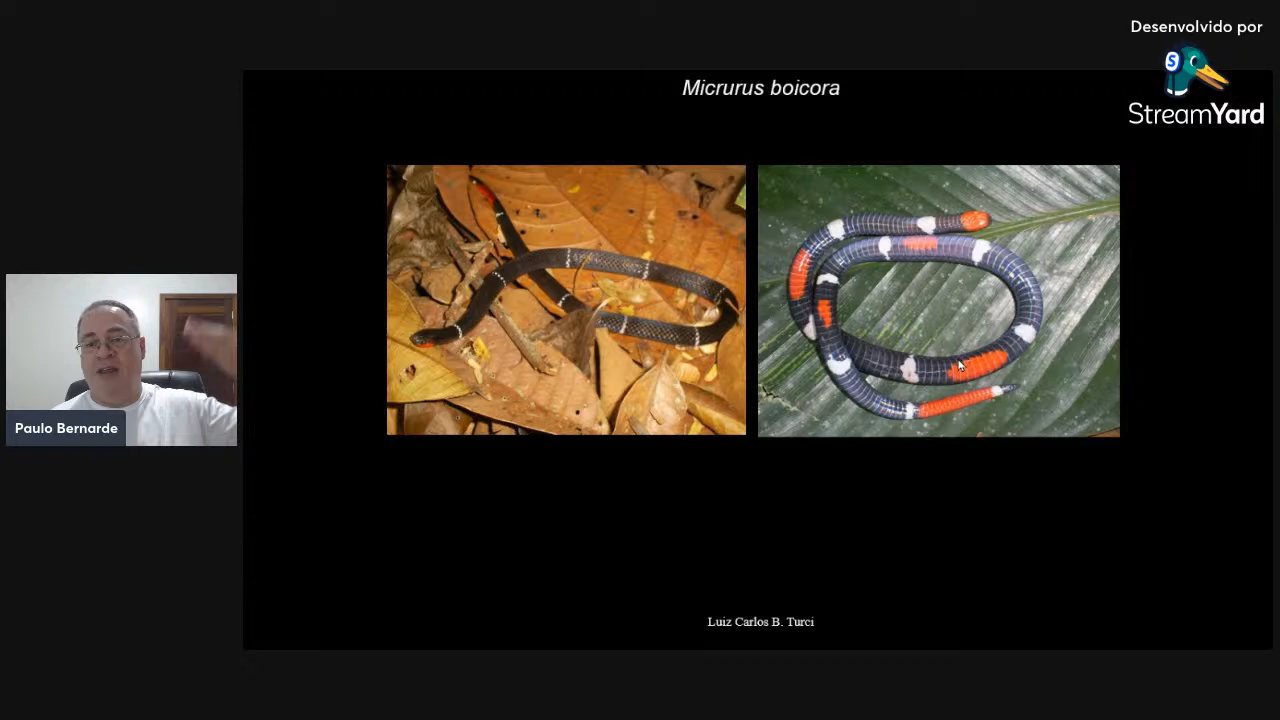 Desenvolvido por
S
StreamYard
Micrurus boicora
Paulo Bernarde
Luiz Carlos B. Turci